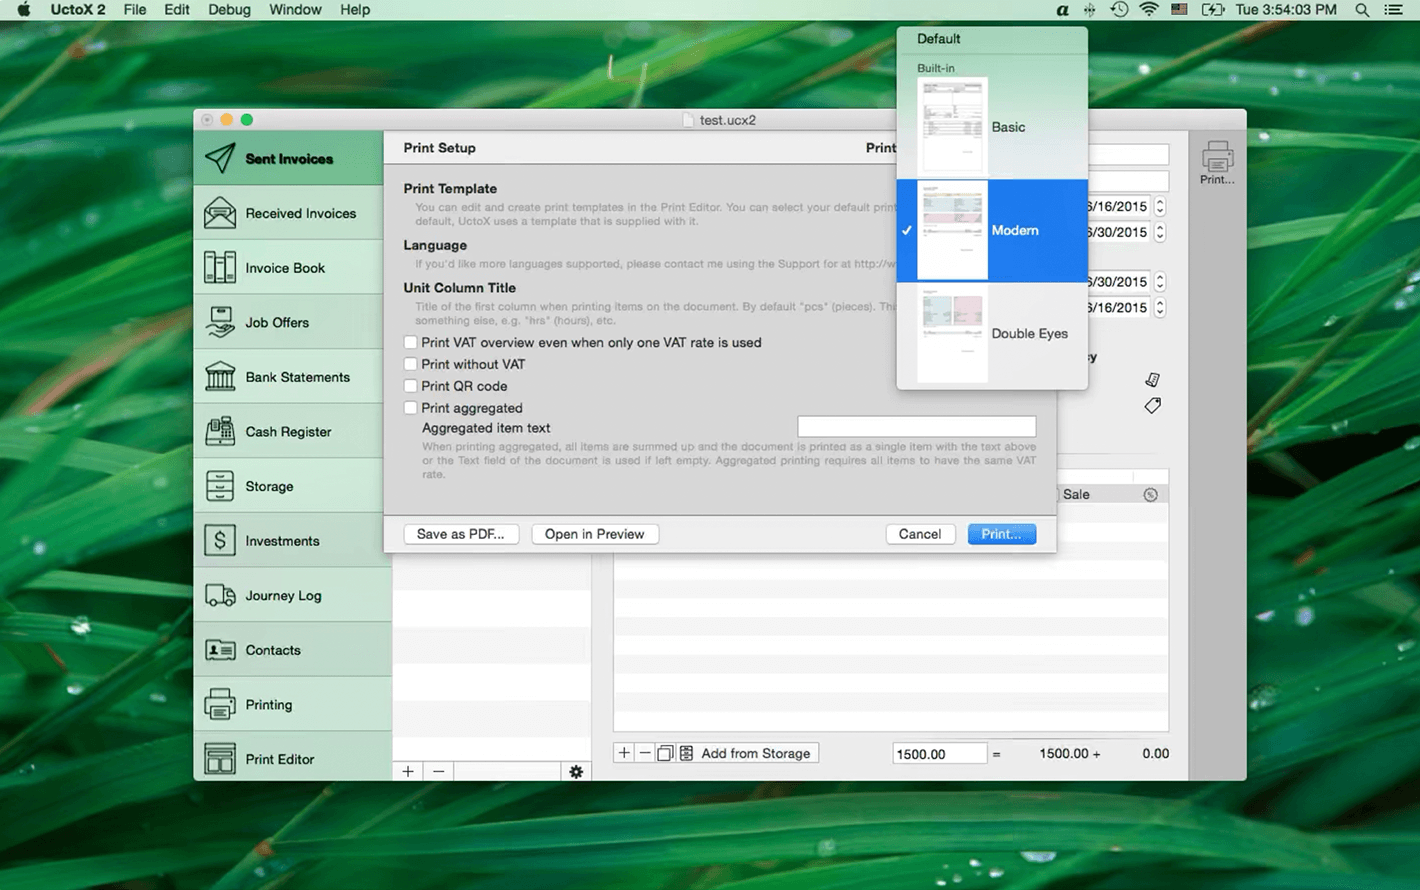 UctoX 2 File Edit Debug Window Help
a Tue 3:54:03 PM
Default
Built-in
Basic
Modern
Double Eyes
test.ucx2
Sent Invoices
Received Invoices
Invoice Book
Job Offers
Bank Statements
Cash Register
Storage
Investments
Journey Log
Contacts
Printing
Print Editor
Print Setup
Print
Print Template
You can edit and create print templates in the Print Editor. You can select your default print
default, UctoX uses a template that is supplied with it.
Language
If you'd like more languages supported, please contact me using the Support for at http://w
Unit Column Title
Title of the first column when printing items on the document. By default "pcs" (pieces). Th
something else, e.g. "hrs" (hours), etc.
Print VAT overview even when only one VAT rate is used
Print without VAT
Print QR code
Print aggregated
Aggregated item text
When printing aggregated, all items are summed up and the document is printed as a single item with the text above
or the Text field of the document is used if left empty. Aggregated printing requires all items to have the same VAT
rate.
Save as PDF... Open in Preview Cancel Print...
Print...
6/16/2015
6/30/2015
6/30/2015
6/16/2015
cy
Sale
$
+ − Add from Storage 1500.00 = 1500.00 + 0.00
+ −